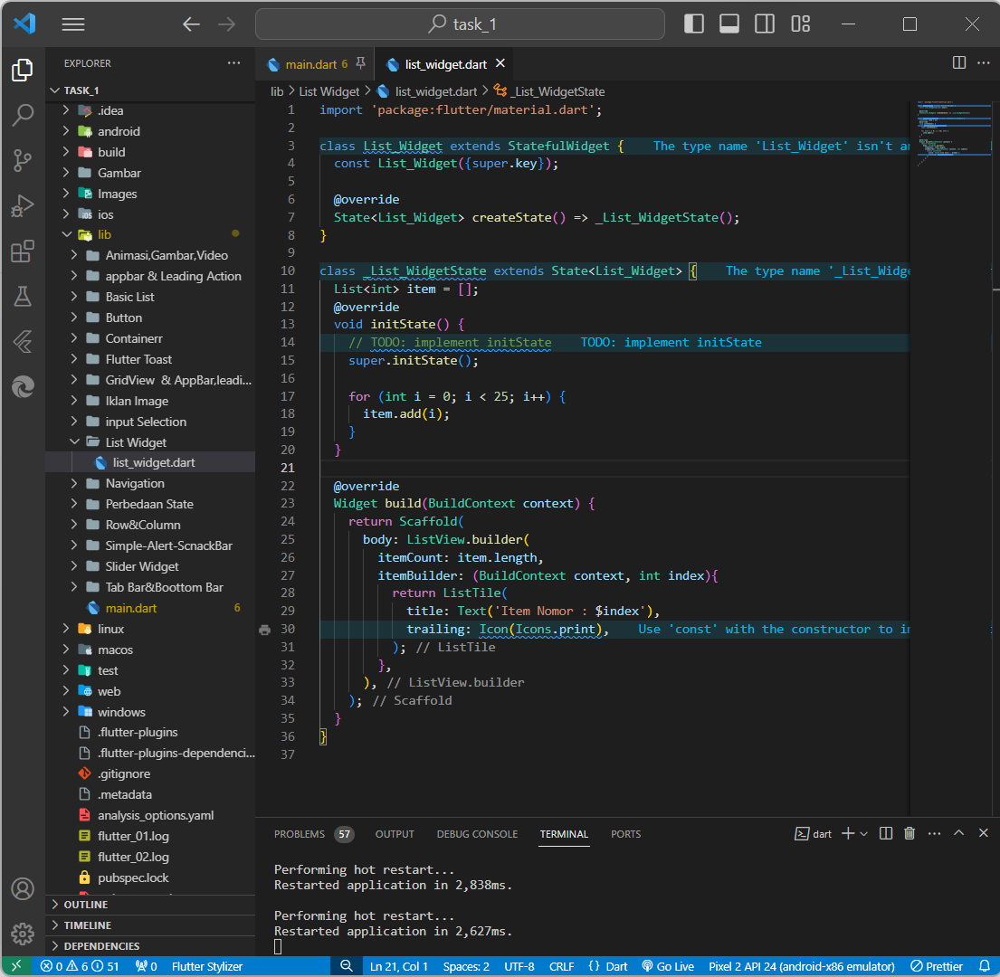 task_1
EXPLORER
TASK_1
.idea
android
build
Gambar
Images
ios
lib
Animasi,Gambar,Video
appbar & Leading Action
Basic List
Button
Containerr
Flutter Toast
GridView & AppBar,leadi...
Iklan Image
input Selection
List Widget
list_widget.dart
Navigation
Perbedaan State
Row&Column
Simple-Alert-ScnackBar
Slider Widget
Tab Bar&Boottom Bar
main.dart 6
linux
macos
test
web
windows
.flutter-plugins
.flutter-plugins-dependenci...
.gitignore
.metadata
analysis_options.yaml
flutter_01.log
flutter_02.log
pubspec.lock
OUTLINE
TIMELINE
DEPENDENCIES
main.dart 6
list_widget.dart
lib > List Widget > list_widget.dart > _List_WidgetState
1 import 'package:flutter/material.dart';
2
3 class List_Widget extends StatefulWidget { The type name 'List_Widget' isn't an
4 const List_Widget({super.key});
5
6 @override
7 State<List_Widget> createState() => _List_WidgetState();
8 }
9
10 class _List_WidgetState extends State<List_Widget> { The type name '_List_Widge
11 List<int> item = [];
12 @override
13 void initState() {
14 // TODO: implement initState TODO: implement initState
15 super.initState();
16
17 for (int i = 0; i < 25; i++) {
18 item.add(i);
19 }
20 }
21
22 @override
23 Widget build(BuildContext context) {
24 return Scaffold(
25 body: ListView.builder(
26 itemCount: item.length,
27 itemBuilder: (BuildContext context, int index){
28 return ListTile(
29 title: Text('Item Nomor : $index'),
30 trailing: Icon(Icons.print), Use 'const' with the constructor to i
31 ); // ListTile
32 },
33 ), // ListView.builder
34 ); // Scaffold
35 }
36 }
37
PROBLEMS 57 OUTPUT DEBUG CONSOLE TERMINAL PORTS
dart
Performing hot restart...
Restarted application in 2,838ms.
Performing hot restart...
Restarted application in 2,627ms.
0 6 51 0 Flutter Stylizer Ln 21, Col 1 Spaces: 2 UTF-8 CRLF {} Dart Go Live Pixel 2 API 24 (android-x86 emulator) Prettier